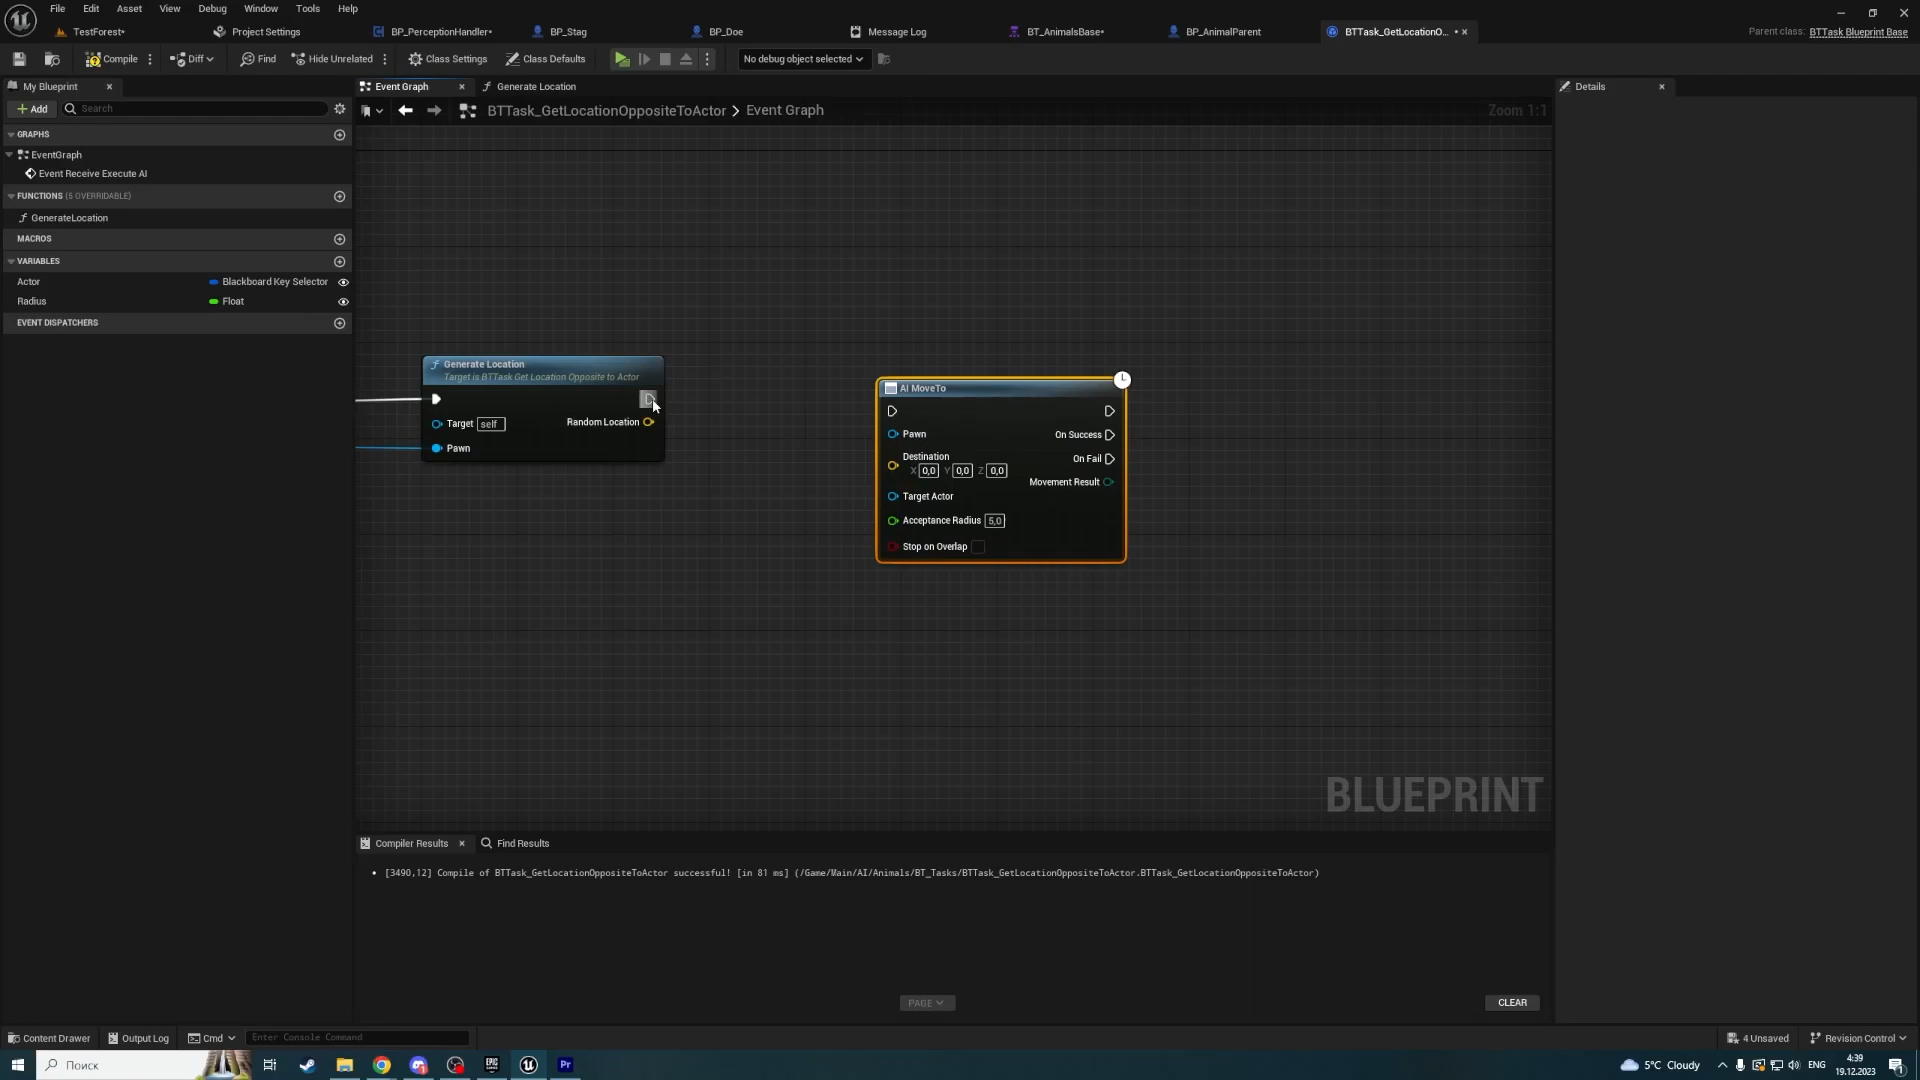 File Edit Asset View Debug Window Tools Help
TestForest* Project Settings BP_PerceptionHandler* BP_Stag BP_Doe Message Log BT_AnimalsBase* BP_AnimalParent BTTask_GetLocationO... • Parent class: BTTask Blueprint Base
Compile Diff Find Hide Unrelated Class Settings Class Defaults No debug object selected
My Blueprint Event Graph Generate Location Details
Add Search BTTask_GetLocationOppositeToActor > Event Graph Zoom 1:1
GRAPHS
EventGraph
Event Receive Execute AI
FUNCTIONS (5 OVERRIDABLE)
GenerateLocation
MACROS
VARIABLES
Actor Blackboard Key Selector
Radius Float
EVENT DISPATCHERS
Generate Location
Target is BTTask Get Location Opposite to Actor
Target self Random Location
Pawn
AI MoveTo
Pawn On Success
Destination
X 0,0 Y 0,0 Z 0,0
On Fail
Movement Result
Target Actor
Acceptance Radius 5,0
Stop on Overlap
BLUEPRINT
Compiler Results Find Results
• [3490,12] Compile of BTTask_GetLocationOppositeToActor successful! [in 81 ms] (/Game/Main/AI/Animals/BT_Tasks/BTTask_GetLocationOppositeToActor.BTTask_GetLocationOppositeToActor)
PAGE CLEAR
Content Drawer Output Log Cmd Enter Console Command 4 Unsaved Revision Control
Поиск EPIC GAMES Pr 5°C Cloudy ENG 4:39
19.12.2023 1